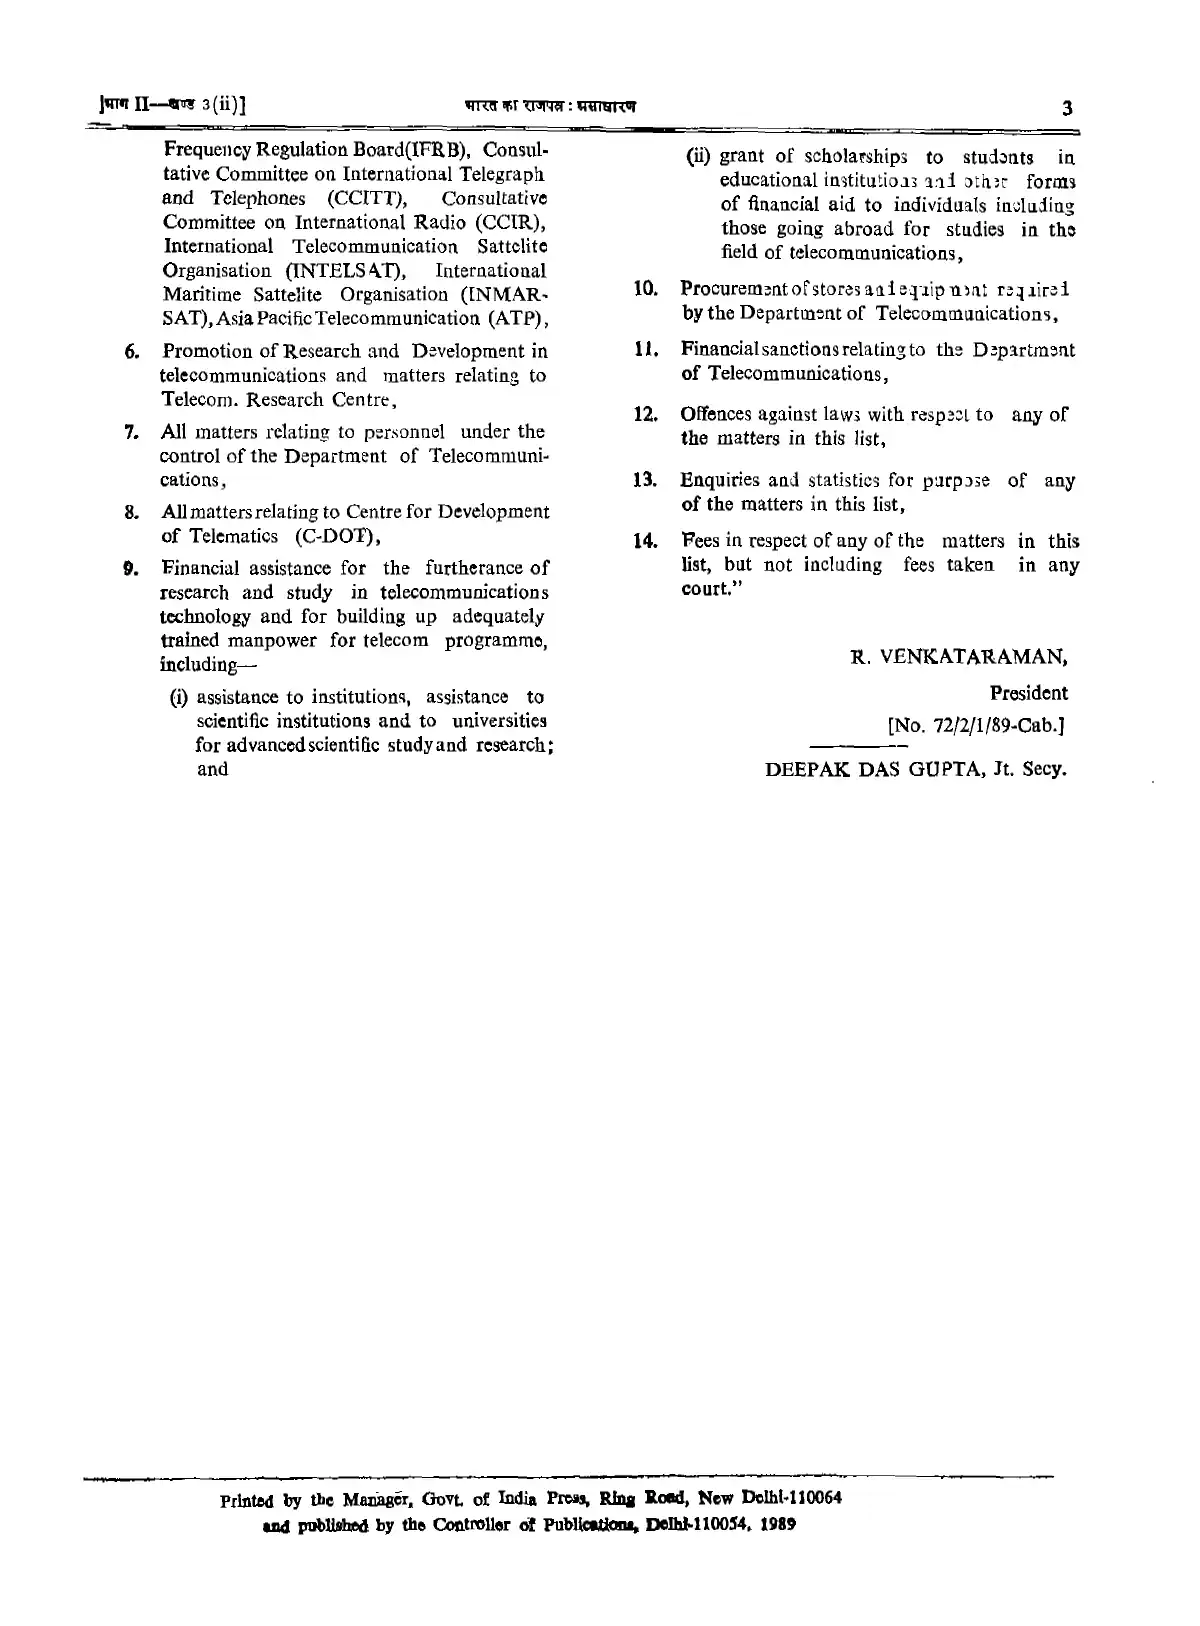 ]भाग II—खण्ड 3(ii)]
भारत का राजपत्र : असाधारण
3
Frequency Regulation Board(IFRB), Consul-
tative Committee on International Telegraph
and Telephones (CCITT), Consultative
Committee on International Radio (CCIR),
International Telecommunication Sattelite
Organisation (INTELSAT), International
Maritime Sattelite Organisation (INMAR-
SAT), Asia Pacific Telecommunication (ATP),
6. Promotion of Research and Development in
telecommunications and matters relating to
Telecom. Research Centre,
7. All matters relating to personnel under the
control of the Department of Telecommuni-
cations,
8. All matters relating to Centre for Development
of Telematics (C-DOT),
9. Financial assistance for the furtherance of
research and study in telecommunications
technology and for building up adequately
trained manpower for telecom programme,
including—
(i) assistance to institutions, assistance to
scientific institutions and to universities
for advanced scientific study and research;
and
(ii) grant of scholarships to students in
educational institutions and other forms
of financial aid to individuals including
those going abroad for studies in the
field of telecommunications,
10. Procurement of stores and equipment required
by the Department of Telecommunications,
11. Financial sanctions relating to the Department
of Telecommunications,
12. Offences against laws with respect to any of
the matters in this list,
13. Enquiries and statistics for purpose of any
of the matters in this list,
14. Fees in respect of any of the matters in this
list, but not including fees taken in any
court.”
R. VENKATARAMAN,
President
[No. 72/2/1/89-Cab.]
DEEPAK DAS GUPTA, Jt. Secy.
Printed by the Manager, Govt. of India Press, Ring Road, New Delhi-110064
and published by the Controller of Publications, Delhi-110054, 1989